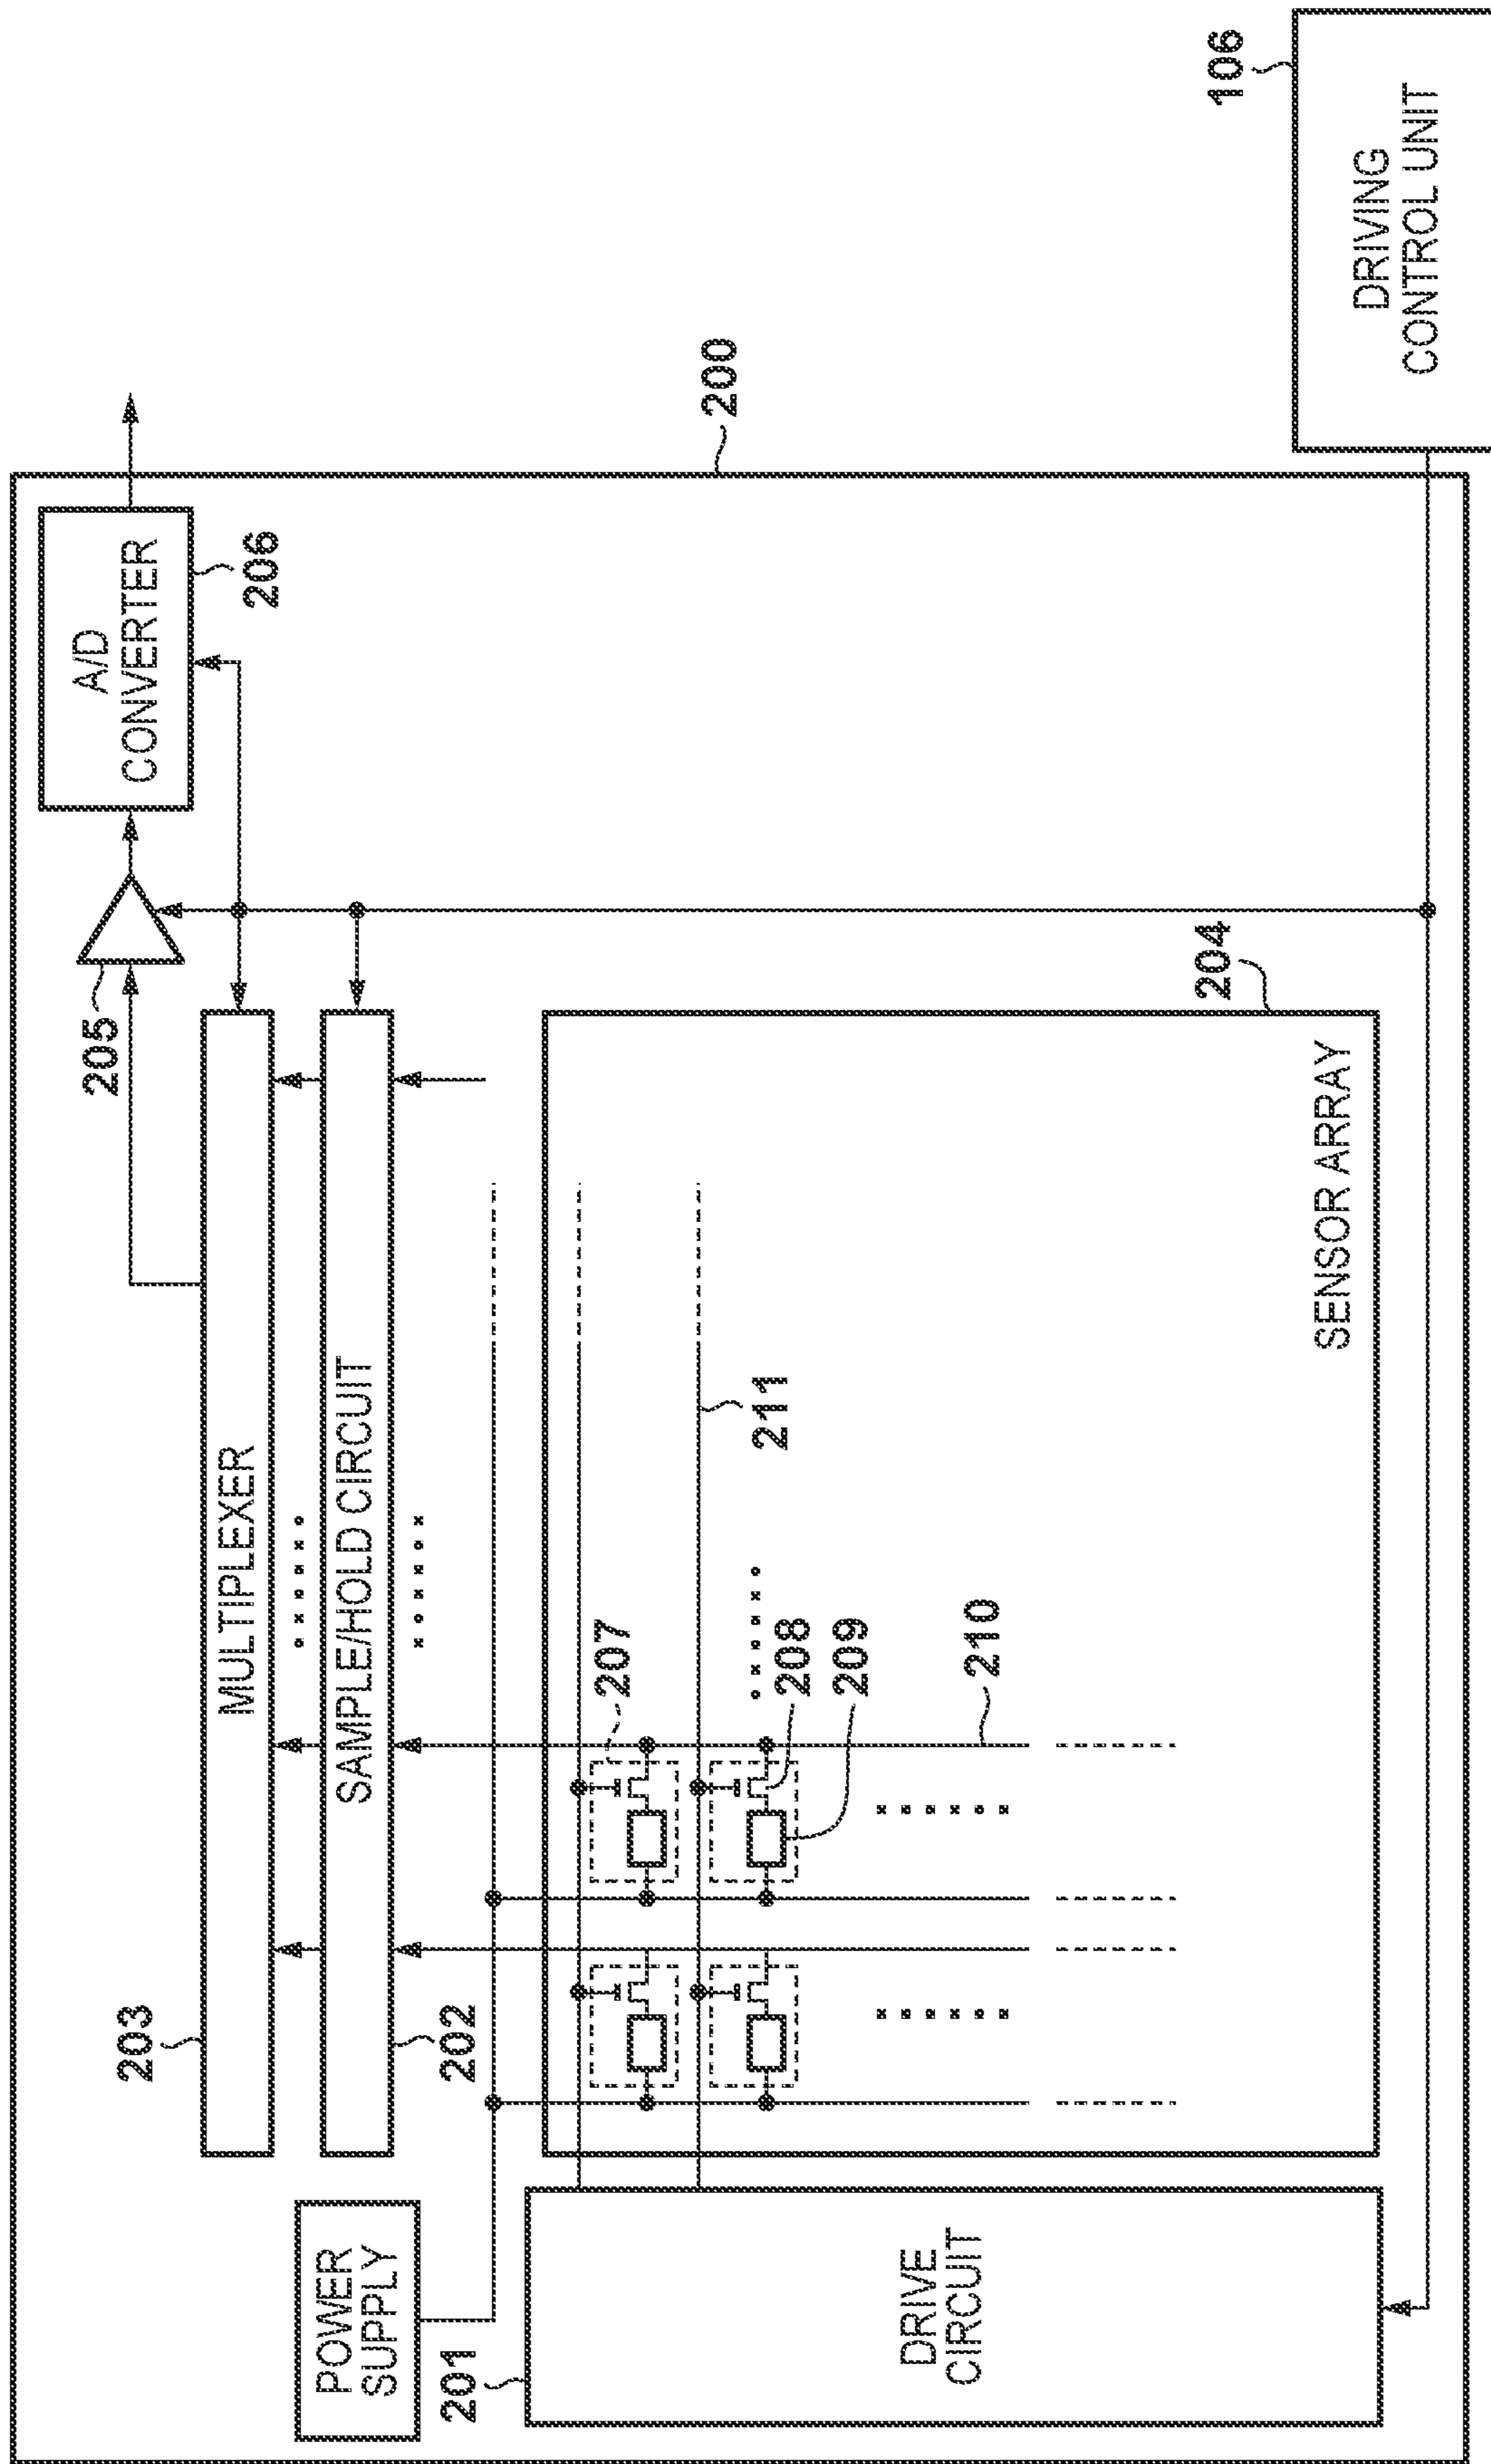 106
DRIVING
CONTROL UNIT
200
A/D
CONVERTER
206
205
203
MULTIPLEXER
SAMPLE/HOLD CIRCUIT
202
POWER
SUPPLY
201
DRIVE
CIRCUIT
204
SENSOR ARRAY
207
208
209
210
211